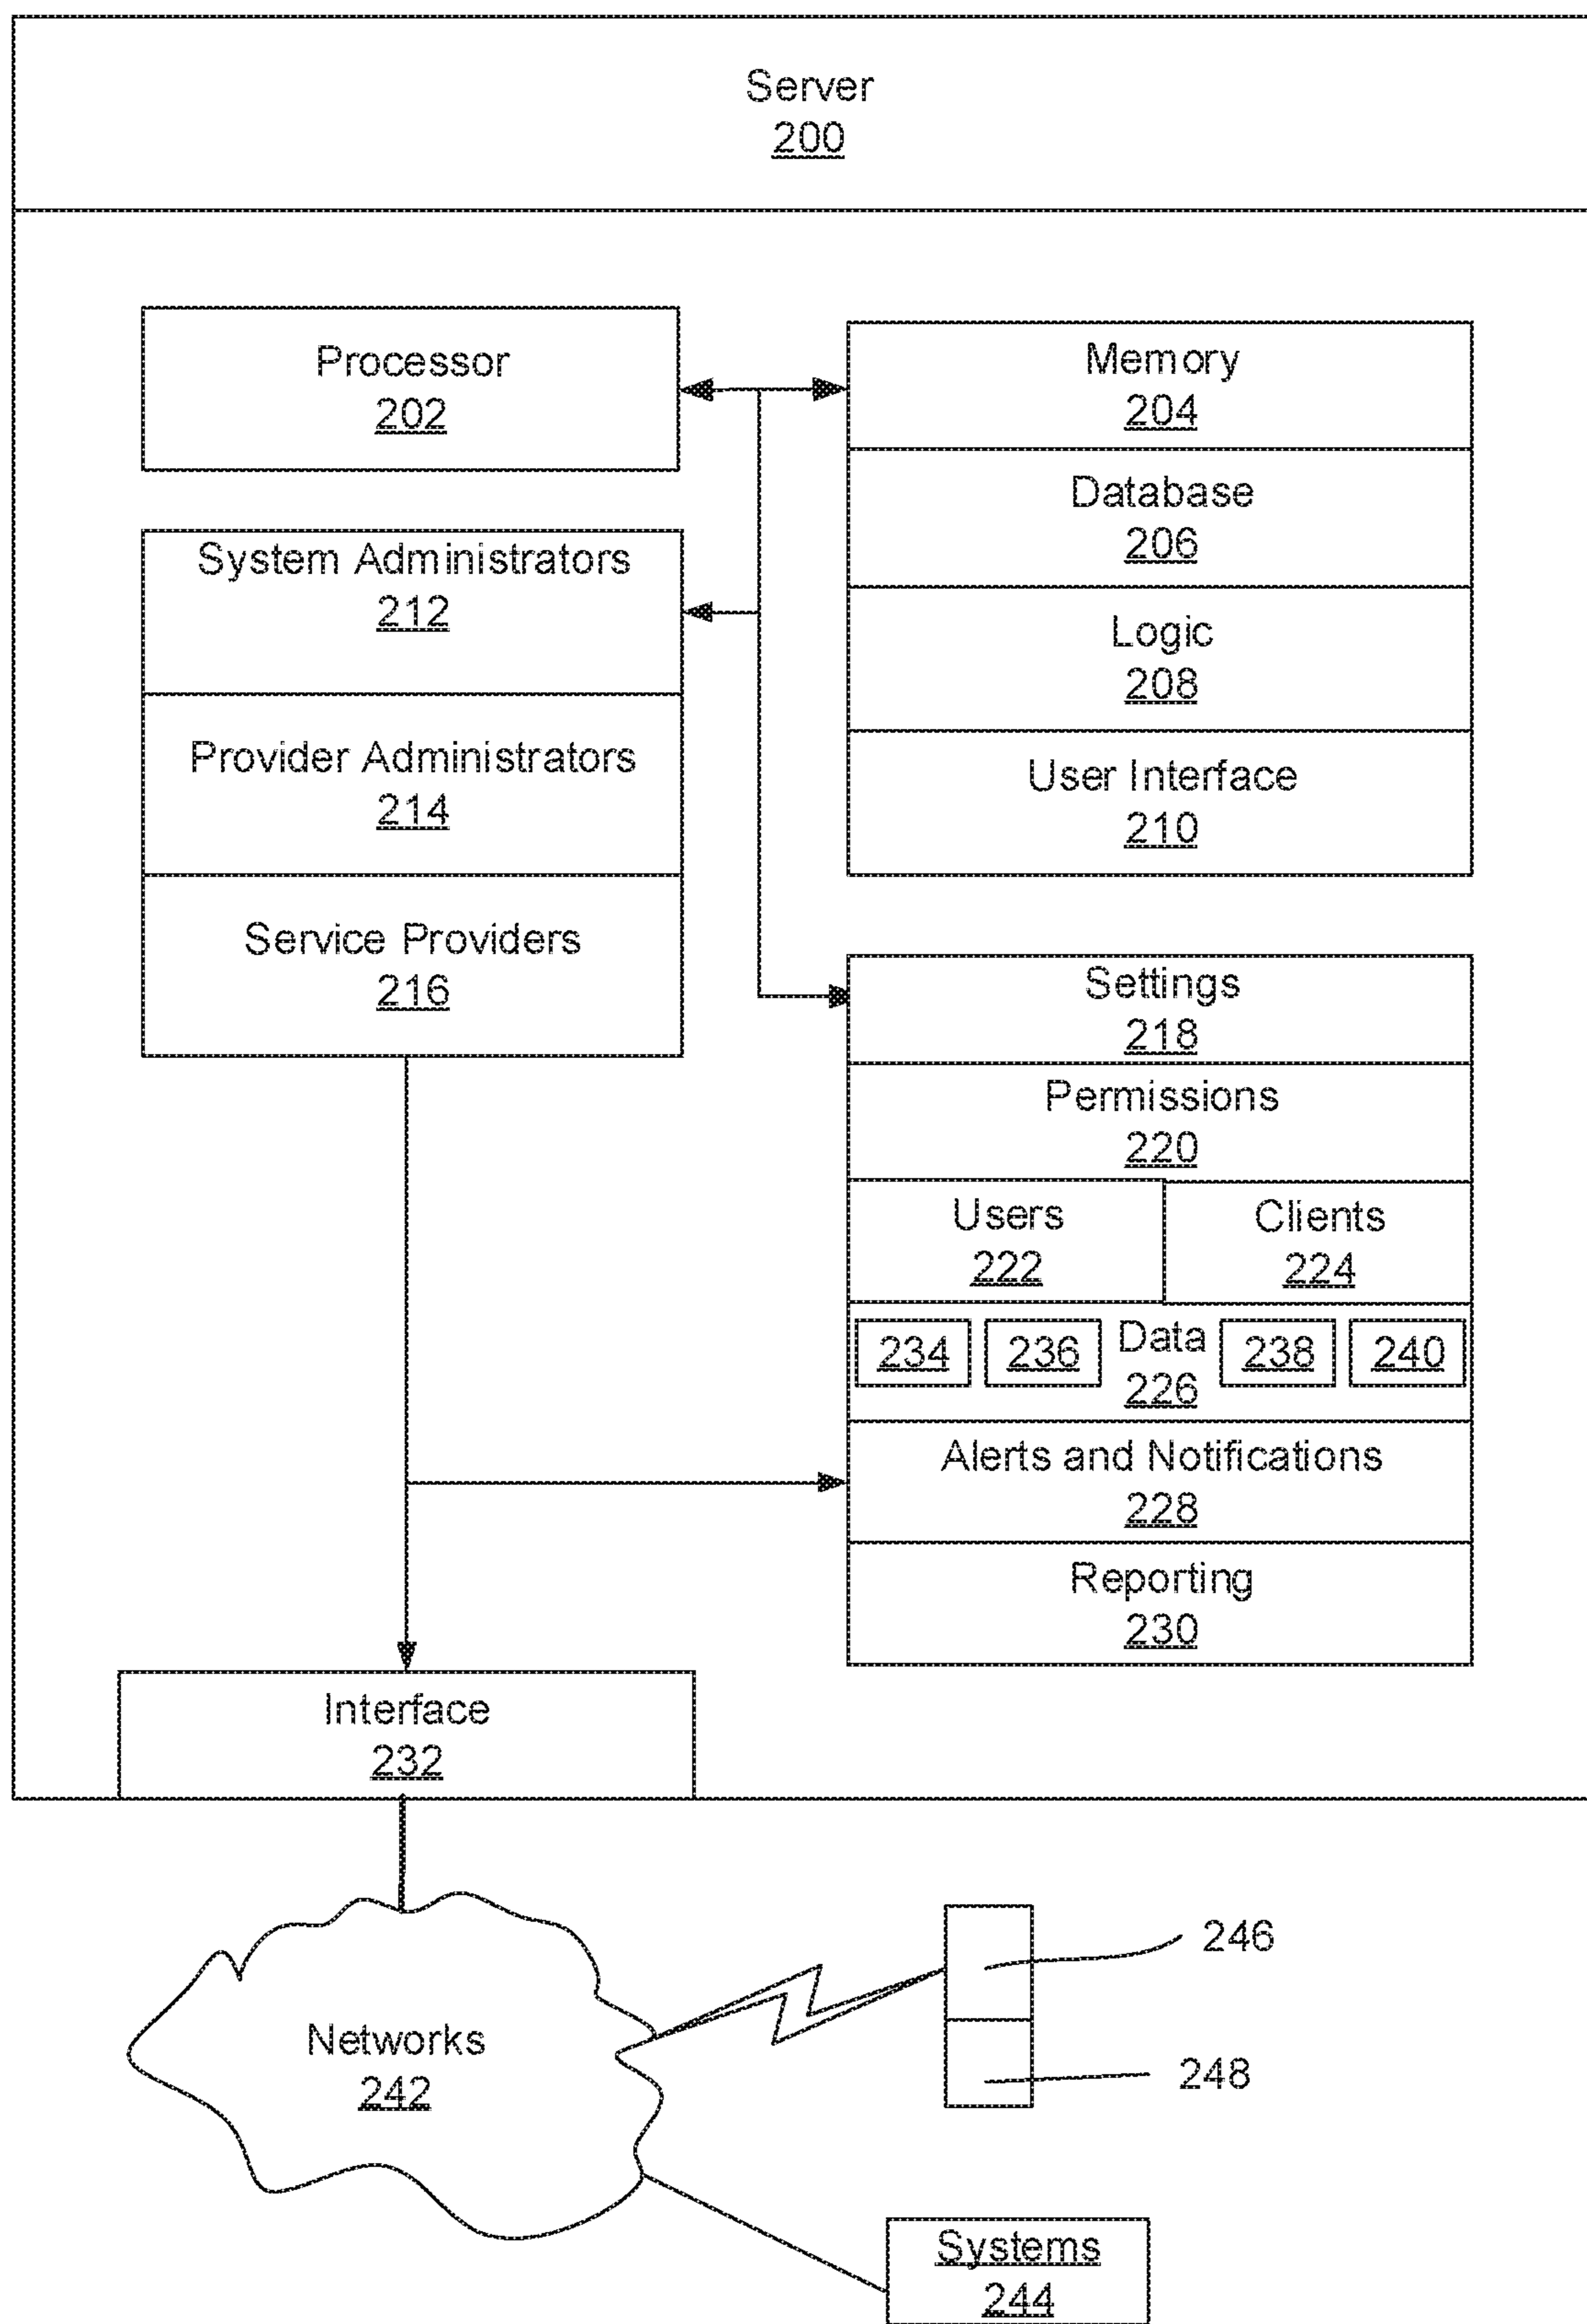 Server
200
Processor
202
Memory
204
Database
206
Logic
208
User Interface
210
System Administrators
212
Provider Administrators
214
Service Providers
216
Settings
218
Permissions
220
Users
222
Clients
224
234 236 Data 238 240
226
Alerts and Notifications
228
Reporting
230
Interface
232
Networks
242
246
248
Systems
244